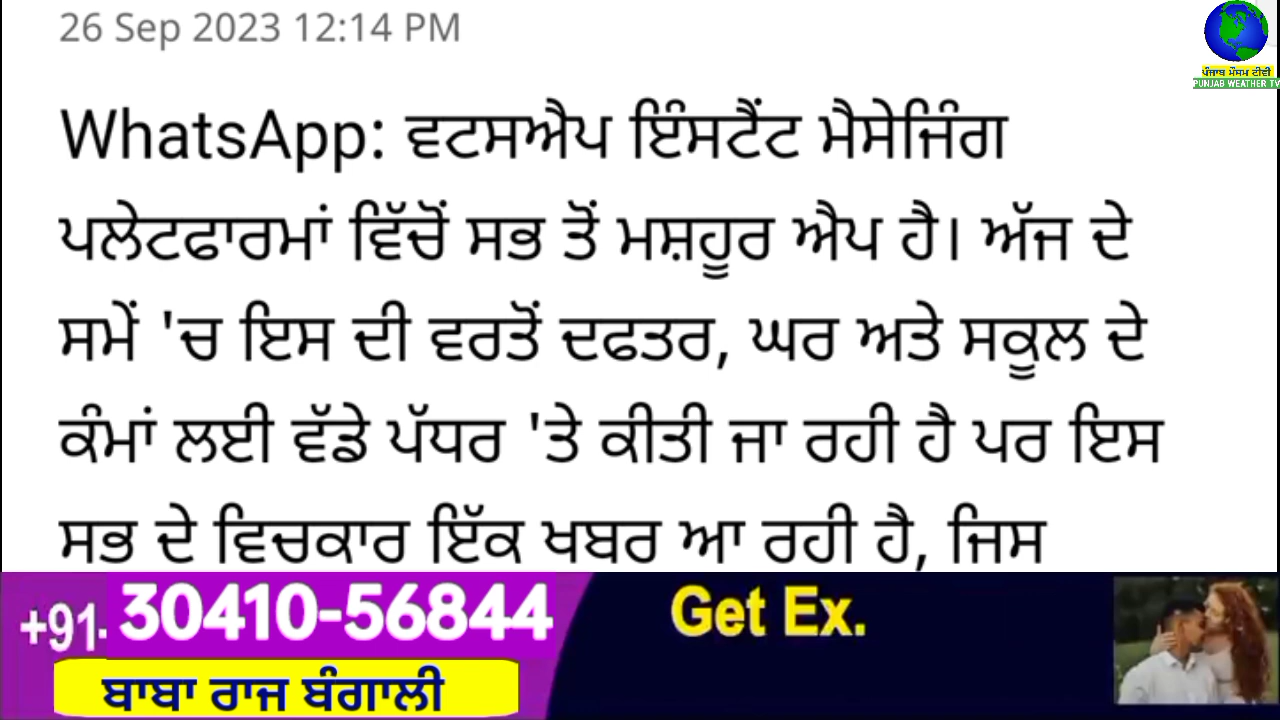 26 Sep 2023 12:14 PM
ਪੰਜਾਬ ਮੌਸਮ ਟੀਵੀ
PUNJAB WEATHER TV
WhatsApp: ਵਟਸਐਪ ਇੰਸਟੈਂਟ ਮੈਸੇਜਿੰਗ
ਪਲੇਟਫਾਰਮਾਂ ਵਿੱਚੋਂ ਸਭ ਤੋਂ ਮਸ਼ਹੂਰ ਐਪ ਹੈ। ਅੱਜ ਦੇ
ਸਮੇਂ 'ਚ ਇਸ ਦੀ ਵਰਤੋਂ ਦਫਤਰ, ਘਰ ਅਤੇ ਸਕੂਲ ਦੇ
ਕੰਮਾਂ ਲਈ ਵੱਡੇ ਪੱਧਰ 'ਤੇ ਕੀਤੀ ਜਾ ਰਹੀ ਹੈ ਪਰ ਇਸ
ਸਭ ਦੇ ਵਿਚਕਾਰ ਇੱਕ ਖਬਰ ਆ ਰਹੀ ਹੈ, ਜਿਸ
+91- 30410-56844
Get Ex.
ਬਾਬਾ ਰਾਜ ਬੰਗਾਲੀ